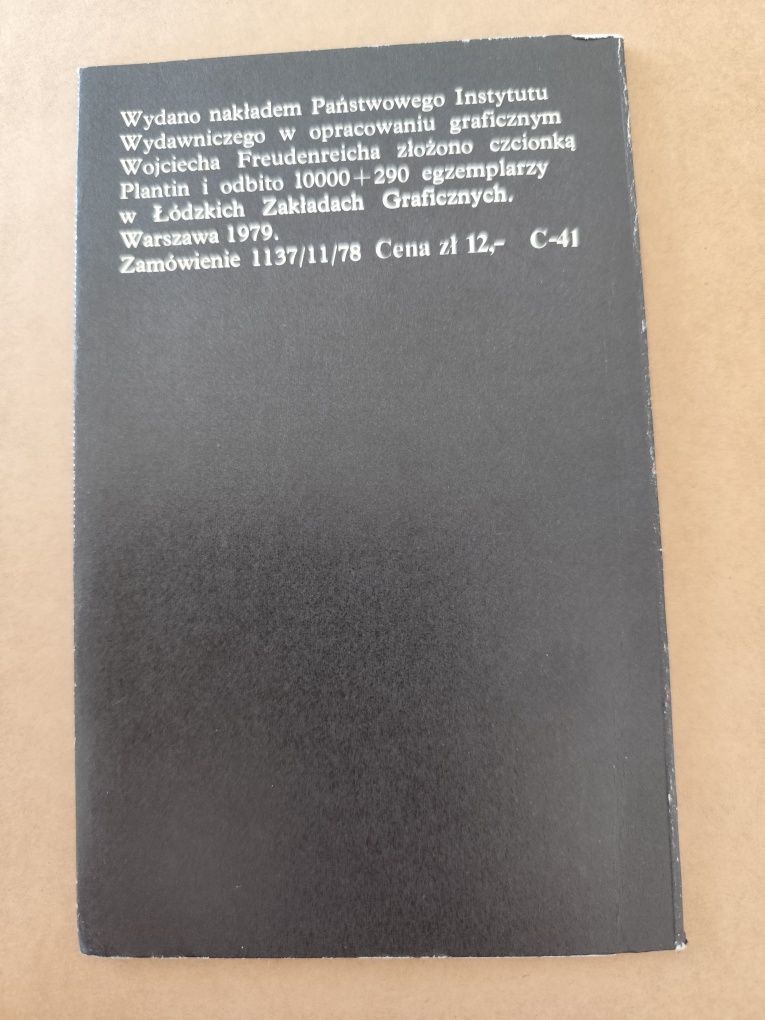 Wydano nakładem Państwowego Instytutu
Wydawniczego w opracowaniu graficznym
Wojciecha Freudenreicha złożono czcionką
Plantin i odbito 10000+290 egzemplarzy
w Łódzkich Zakładach Graficznych.
Warszawa 1979.
Zamówienie 1137/11/78 Cena zł 12,- C-41